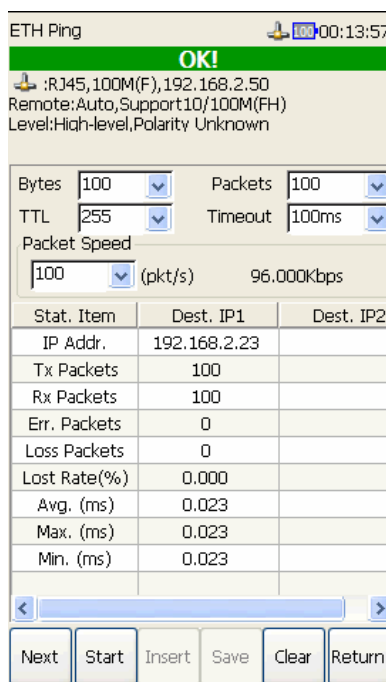 ETH Ping 100 00:13:57
OK!
:RJ45,100M(F),192.168.2.50
Remote:Auto,Support10/100M(FH)
Level:High-level,Polarity Unknown
Bytes 100 Packets 100
TTL 255 Timeout 100ms
Packet Speed
100 (pkt/s) 96.000Kbps
Stat. Item Dest. IP1 Dest. IP2
IP Addr. 192.168.2.23
Tx Packets 100
Rx Packets 100
Err. Packets 0
Loss Packets 0
Lost Rate(%) 0.000
Avg. (ms) 0.023
Max. (ms) 0.023
Min. (ms) 0.023
Next Start Insert Save Clear Return